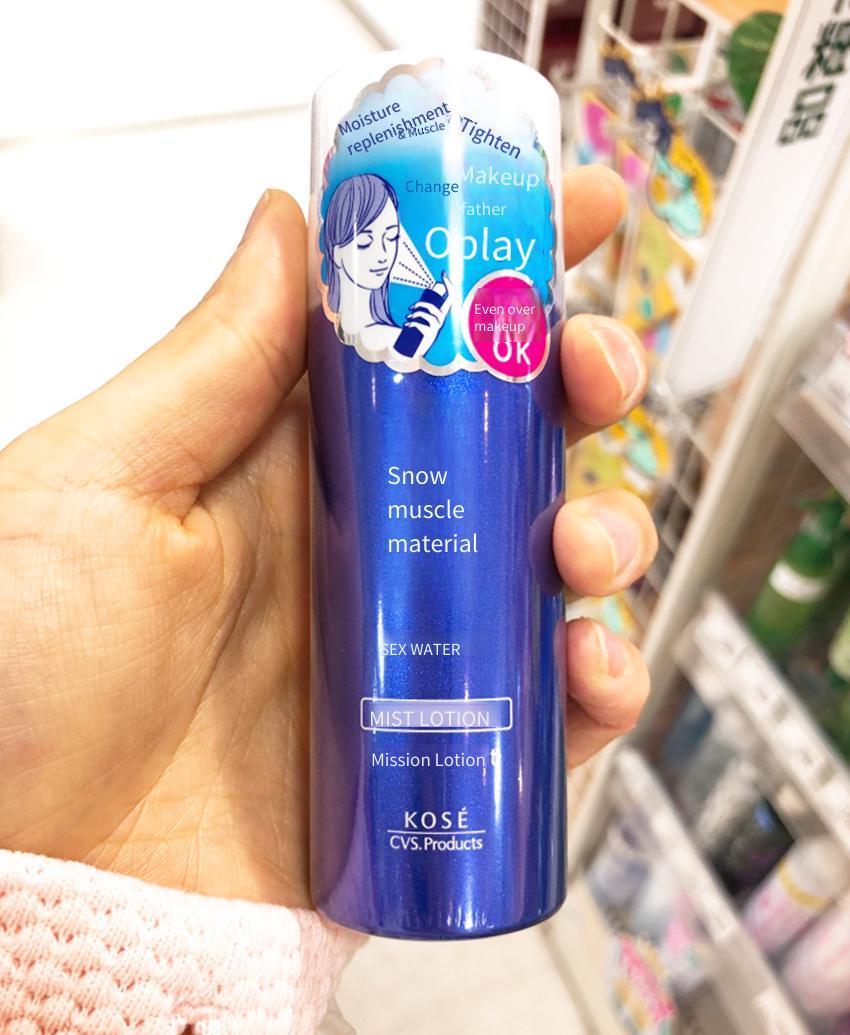 Moisture
replenishment
& Muscle
Tighten
Change
Makeup
father
Oplay
Even over
makeup
OK
Snow
muscle
material
SEX WATER
MIST LOTION
Mission Lotion t
KOSÉ
CVS.Products